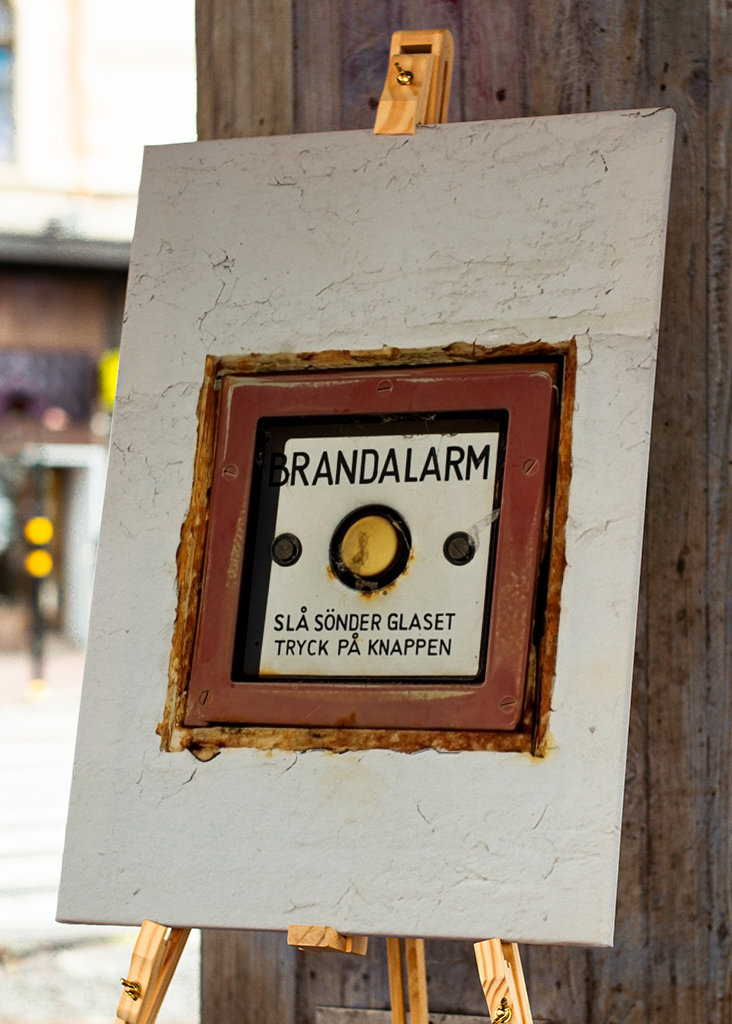 BRANDALARM
SLÅ SÖNDER GLASET
TRYCK PÅ KNAPPEN